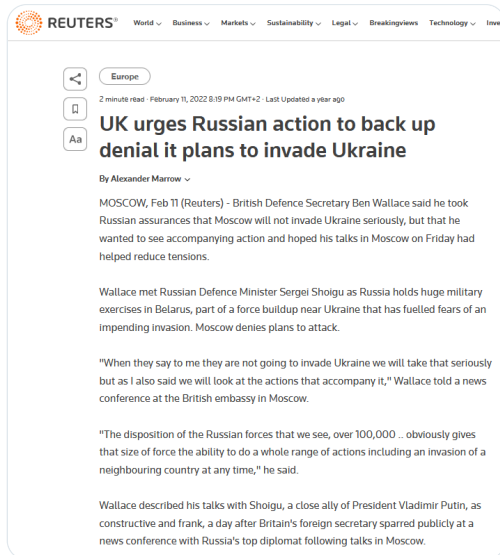 REUTERS®
World Business Markets Sustainability Legal Breakingviews Technology
Europe
2 minute read · February 11, 2022 8:19 PM GMT+2 · Last Updated a year ago
Aa
UK urges Russian action to back up
denial it plans to invade Ukraine
By Alexander Marrow
MOSCOW, Feb 11 (Reuters) - British Defence Secretary Ben Wallace said he took
Russian assurances that Moscow will not invade Ukraine seriously, but that he
wanted to see accompanying action and hoped his talks in Moscow on Friday had
helped reduce tensions.
Wallace met Russian Defence Minister Sergei Shoigu as Russia holds huge military
exercises in Belarus, part of a force buildup near Ukraine that has fuelled fears of an
impending invasion. Moscow denies plans to attack.
"When they say to me they are not going to invade Ukraine we will take that seriously
but as I also said we will look at the actions that accompany it," Wallace told a news
conference at the British embassy in Moscow.
"The disposition of the Russian forces that we see, over 100,000 .. obviously gives
that size of force the ability to do a whole range of actions including an invasion of a
neighbouring country at any time," he said.
Wallace described his talks with Shoigu, a close ally of President Vladimir Putin, as
constructive and frank, a day after Britain's foreign secretary sparred publicly at a
news conference with Russia's top diplomat following talks in Moscow.